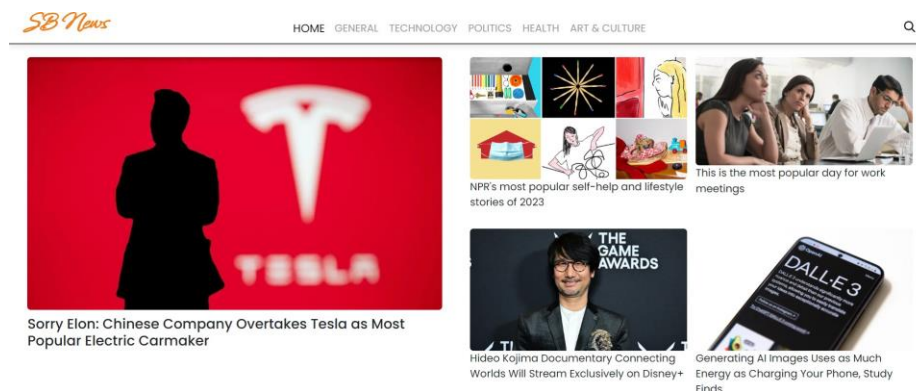 SB News
HOME GENERAL TECHNOLOGY POLITICS HEALTH ART & CULTURE
TESLA
Sorry Elon: Chinese Company Overtakes Tesla as Most
Popular Electric Carmaker
NPR's most popular self-help and lifestyle
stories of 2023
This is the most popular day for work
meetings
THE
GAME
AWARDS
Hideo Kojima Documentary Connecting
Worlds Will Stream Exclusively on Disney+
OpenAI
DALL·E 3
Generating AI Images Uses as Much
Energy as Charging Your Phone, Study
Finds